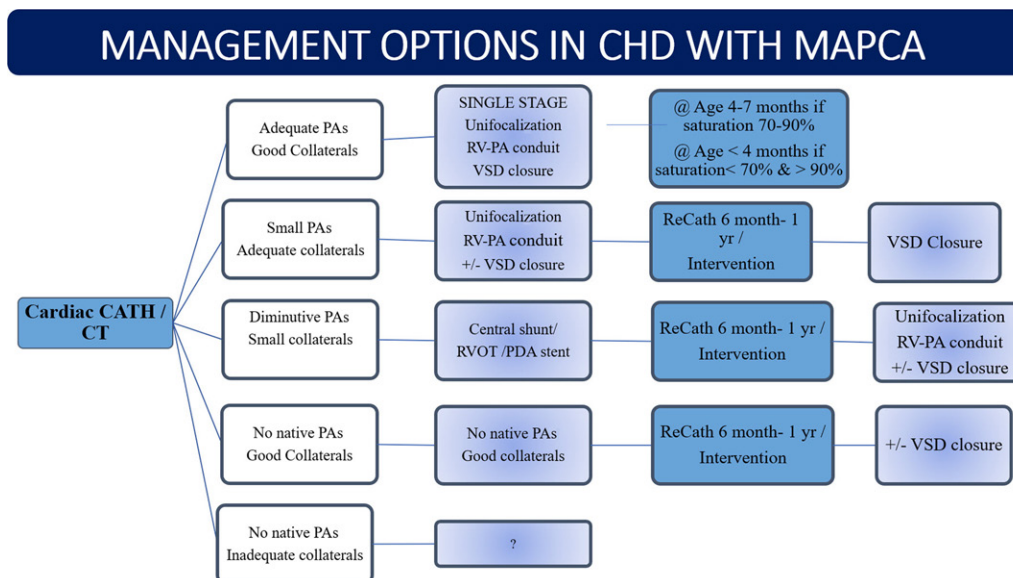 MANAGEMENT OPTIONS IN CHD WITH MAPCA
Cardiac CATH /
CT
Adequate PAs
Good Collaterals
SINGLE STAGE
Unifocalization
RV-PA conduit
VSD closure
@ Age 4-7 months if
saturation 70-90%
@ Age < 4 months if
saturation< 70% & > 90%
Small PAs
Adequate collaterals
Unifocalization
RV-PA conduit
+/- VSD closure
ReCath 6 month- 1
yr /
Intervention
VSD Closure
Diminutive PAs
Small collaterals
Central shunt/
RVOT /PDA stent
ReCath 6 month- 1 yr /
Intervention
Unifocalization
RV-PA conduit
+/- VSD closure
No native PAs
Good Collaterals
No native PAs
Good collaterals
ReCath 6 month- 1 yr /
Intervention
+/- VSD closure
No native PAs
Inadequate collaterals
?